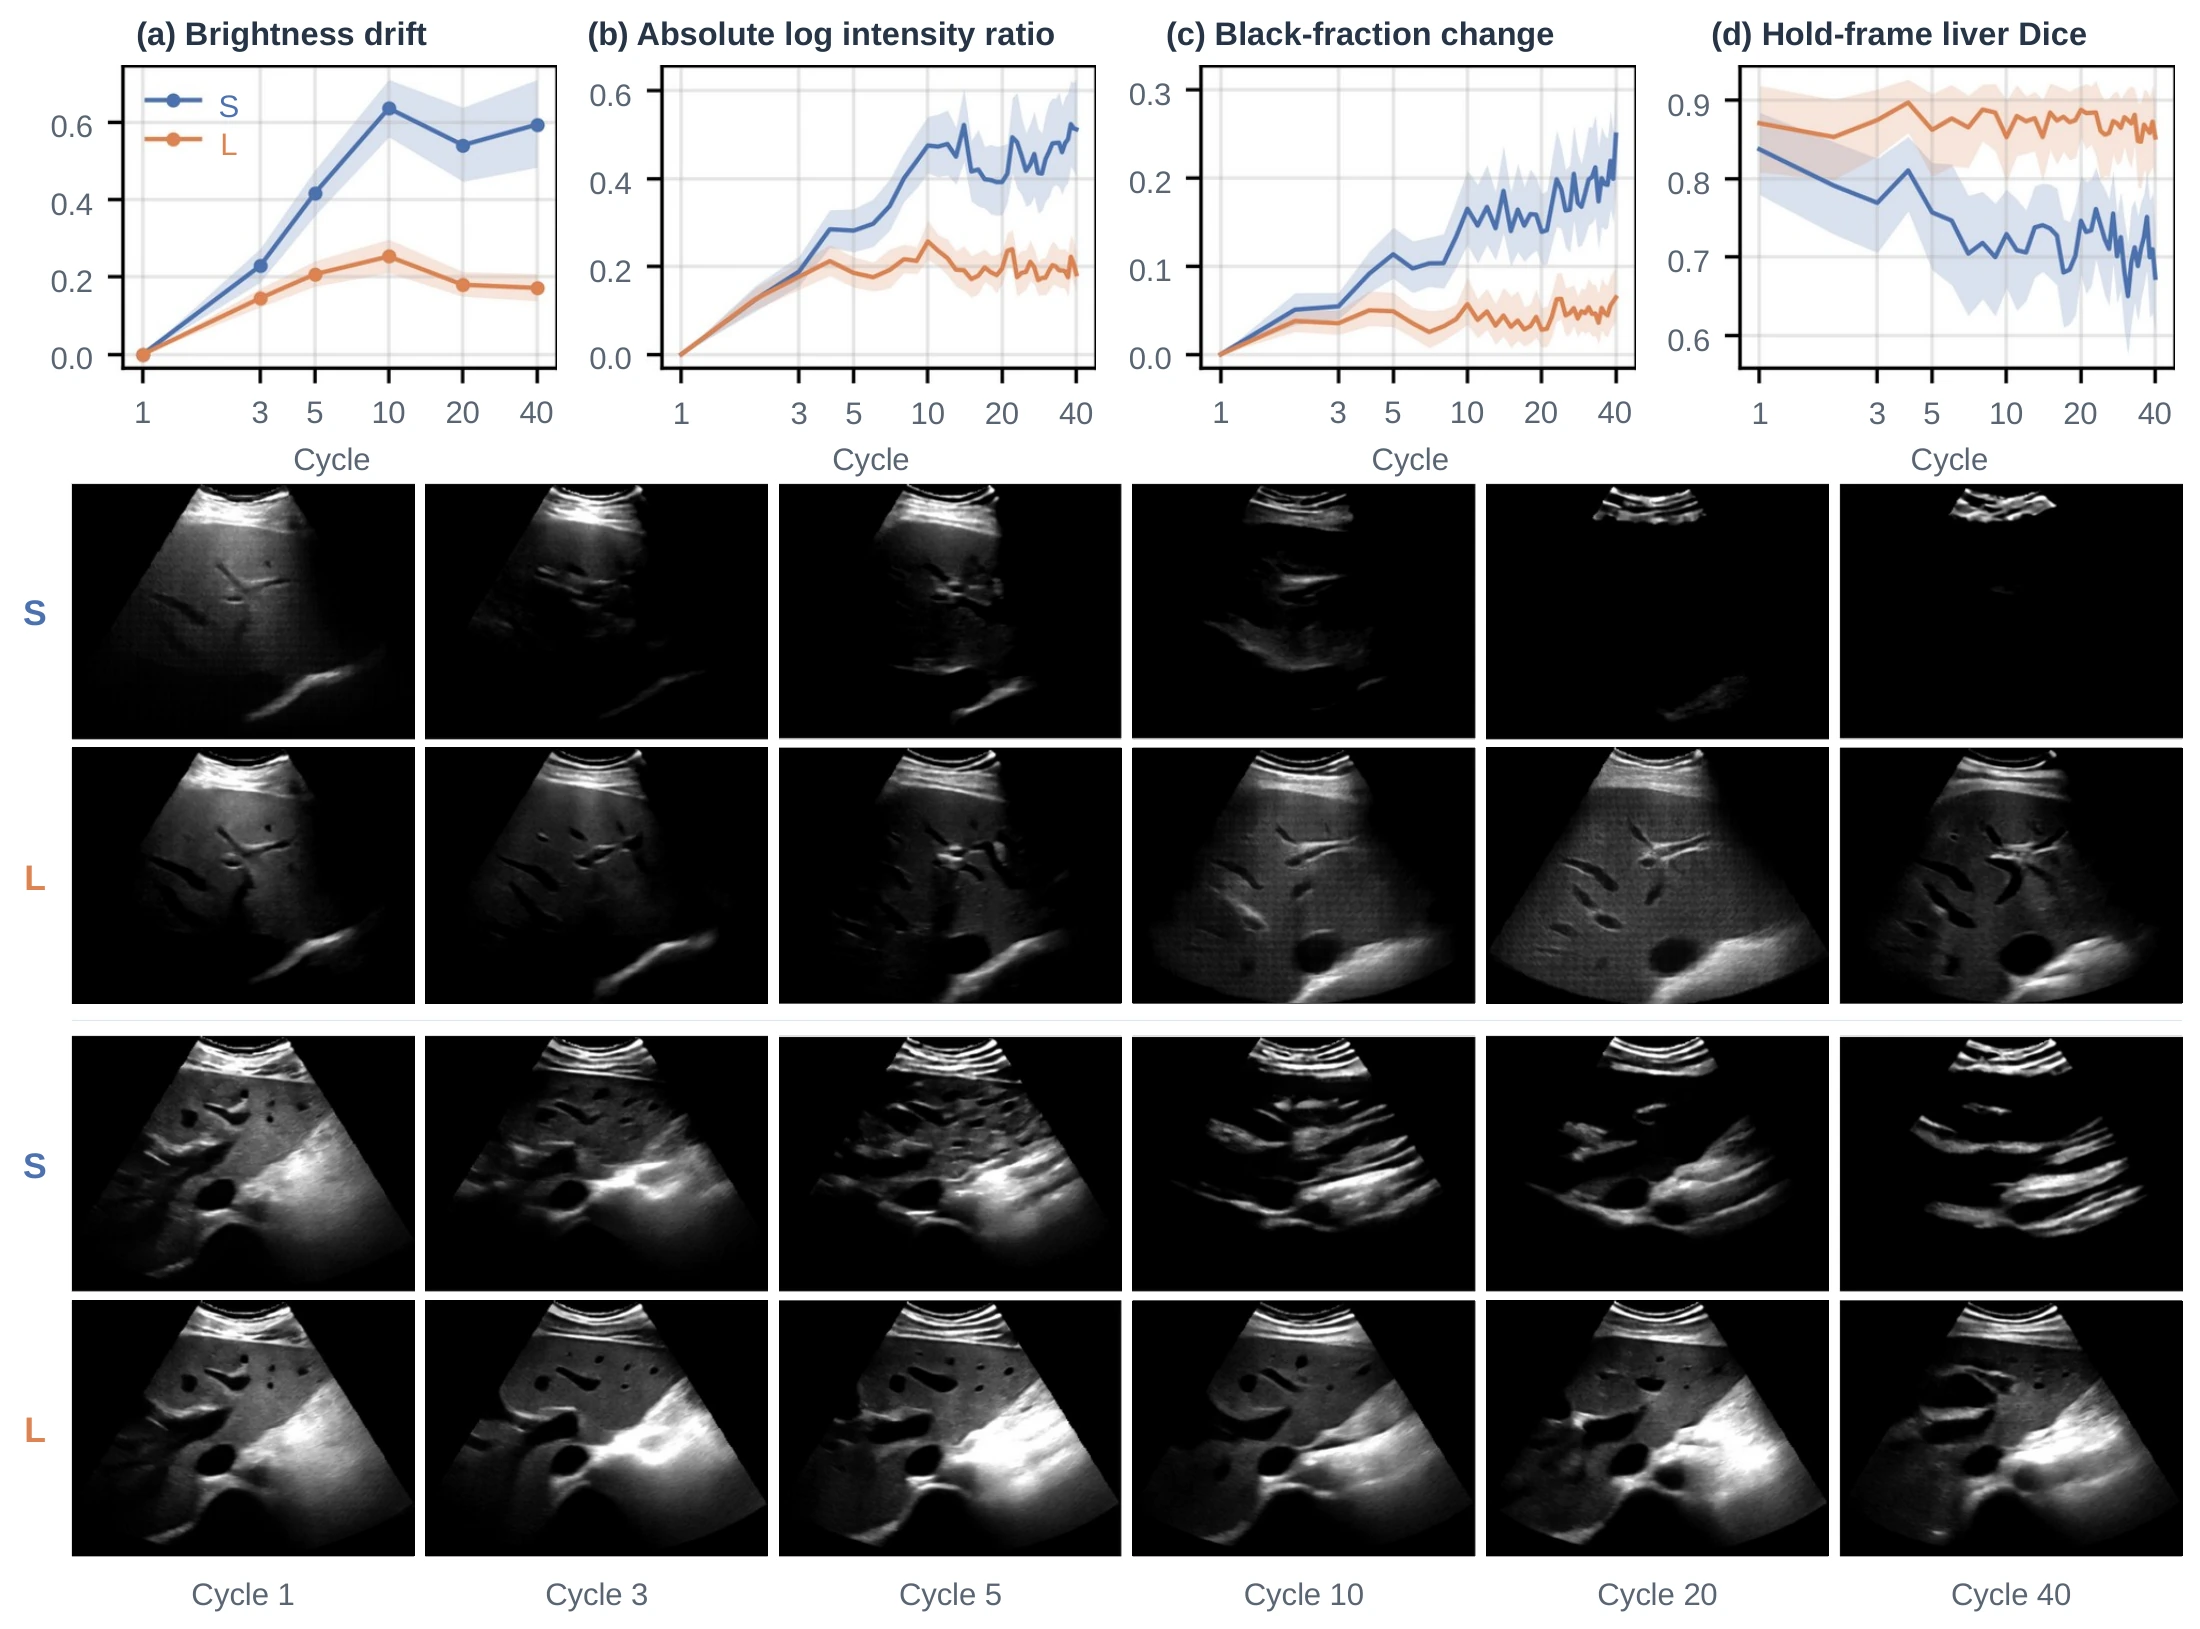 (a) Brightness drift
(b) Absolute log intensity ratio
(c) Black-fraction change
(d) Hold-frame liver Dice
S
L
0.6
0.4
0.2
0.0
1
3
5
10
20
40
Cycle
0.6
0.4
0.2
0.0
1
3
5
10
20
40
Cycle
0.3
0.2
0.1
0.0
1
3
5
10
20
40
Cycle
0.9
0.8
0.7
0.6
1
3
5
10
20
40
Cycle
S
L
S
L
Cycle 1
Cycle 3
Cycle 5
Cycle 10
Cycle 20
Cycle 40